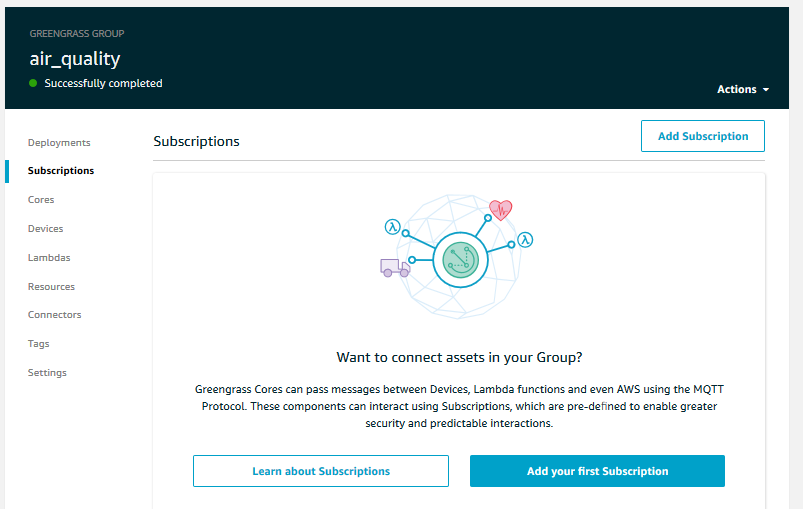 GREENGRASS GROUP
air_quality
Successfully completed
Actions
Deployments
Subscriptions
Cores
Devices
Lambdas
Resources
Connectors
Tags
Settings
Subscriptions
Add Subscription
λ
λ
Want to connect assets in your Group?
Greengrass Cores can pass messages between Devices, Lambda functions and even AWS using the MQTT
Protocol. These components can interact using Subscriptions, which are pre-defined to enable greater
security and predictable interactions.
Learn about Subscriptions
Add your first Subscription